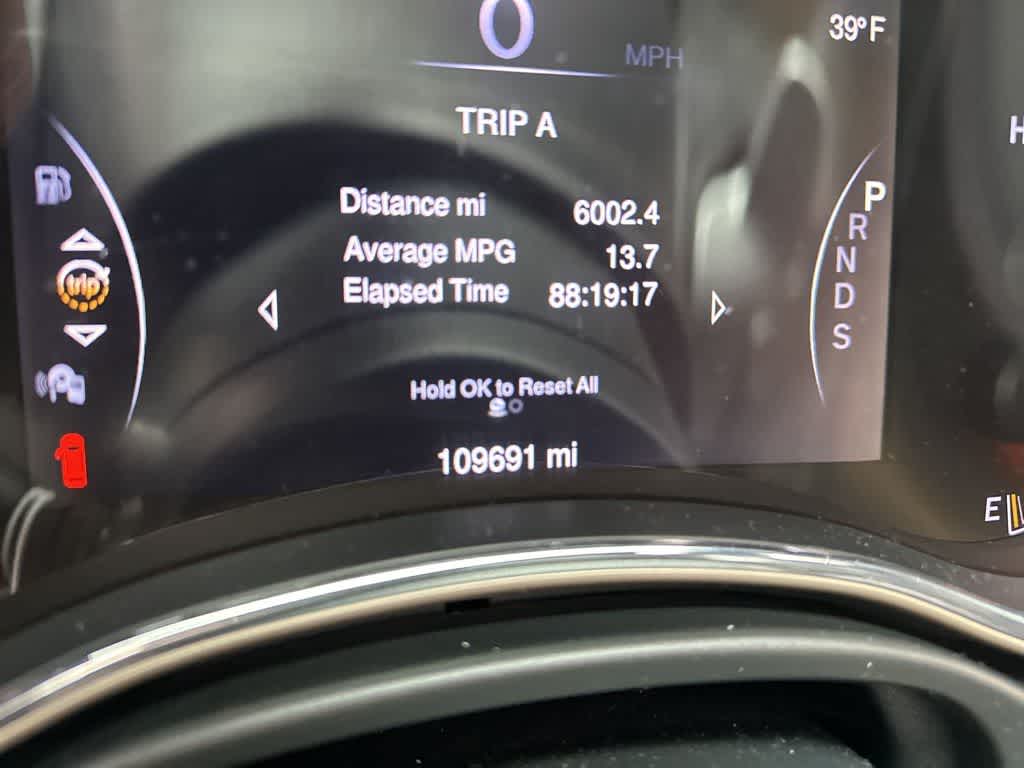 0
MPH
39°F
TRIP A
Distance mi 6002.4
Average MPG 13.7
Elapsed Time 88:19:17
trip
Hold OK to Reset All
109691 mi
P
R
N
D
S
H
E